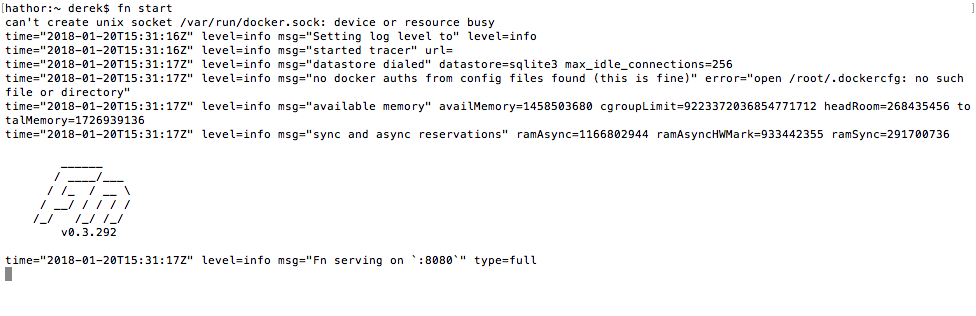 [hathor:~ derek$ fn start ]
can't create unix socket /var/run/docker.sock: device or resource busy
time="2018-01-20T15:31:16Z" level=info msg="Setting log level to" level=info
time="2018-01-20T15:31:16Z" level=info msg="started tracer" url=
time="2018-01-20T15:31:17Z" level=info msg="datastore dialed" datastore=sqlite3 max_idle_connections=256
time="2018-01-20T15:31:17Z" level=info msg="no docker auths from config files found (this is fine)" error="open /root/.dockercfg: no such
file or directory"
time="2018-01-20T15:31:17Z" level=info msg="available memory" availMemory=1458503680 cgroupLimit=9223372036854771712 headRoom=268435456 to
talMemory=1726939136
time="2018-01-20T15:31:17Z" level=info msg="sync and async reservations" ramAsync=1166802944 ramAsyncHWMark=933442355 ramSync=291700736
Fn
v0.3.292
time="2018-01-20T15:31:17Z" level=info msg="Fn serving on `:8080`" type=full